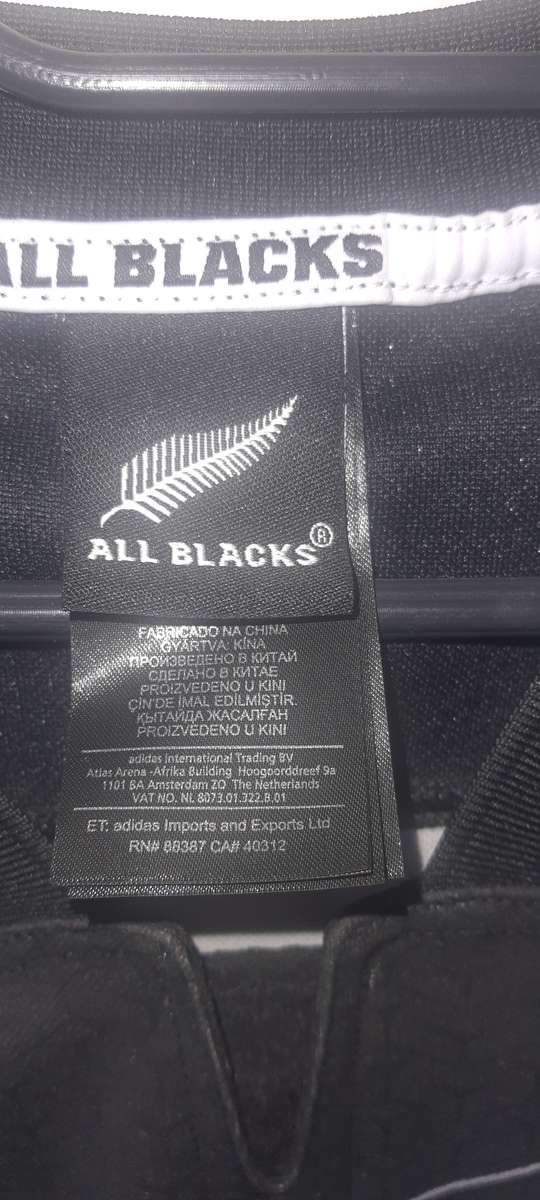 ALL BLACKS
ALL BLACKS®
FABRICADO NA CHINA
GYÁRTVA: KÍNA
ПРОИЗВЕДЕНО В КИТАЙ
СДЕЛАНО В КИТАЕ
PROIZVEDENO U KINI
ÇİN'DE İMAL EDİLMİŞTİR.
ҚЫТАЙДА ЖАСАЛҒАН
PROIZVEDENO U KINI
adidas International Trading BV
Atlas Arena -Afrika Building Hoogoorddreef 9a
1101 BA Amsterdam ZO The Netherlands
VAT NO. NL 8073.01.322.B.01
ET: adidas Imports and Exports Ltd
RN# 88387 CA# 40312